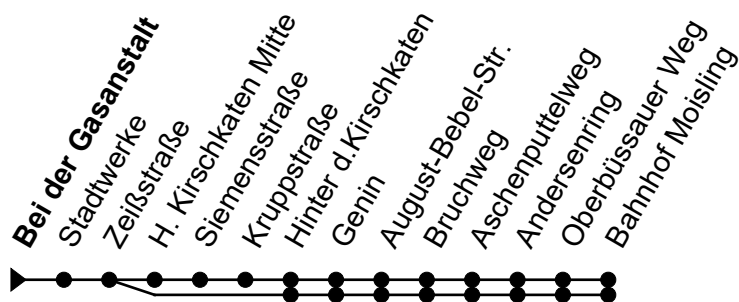 Bei der Gasanstalt
Stadtwerke
Zeißstraße
H. Kirschkaten Mitte
Siemensstraße
Kruppstraße
Hinter d.Kirschkaten
Genin
August-Bebel-Str.
Bruchweg
Aschenputtelweg
Andersenring
Oberbüssauer Weg
Bahnhof Moisling